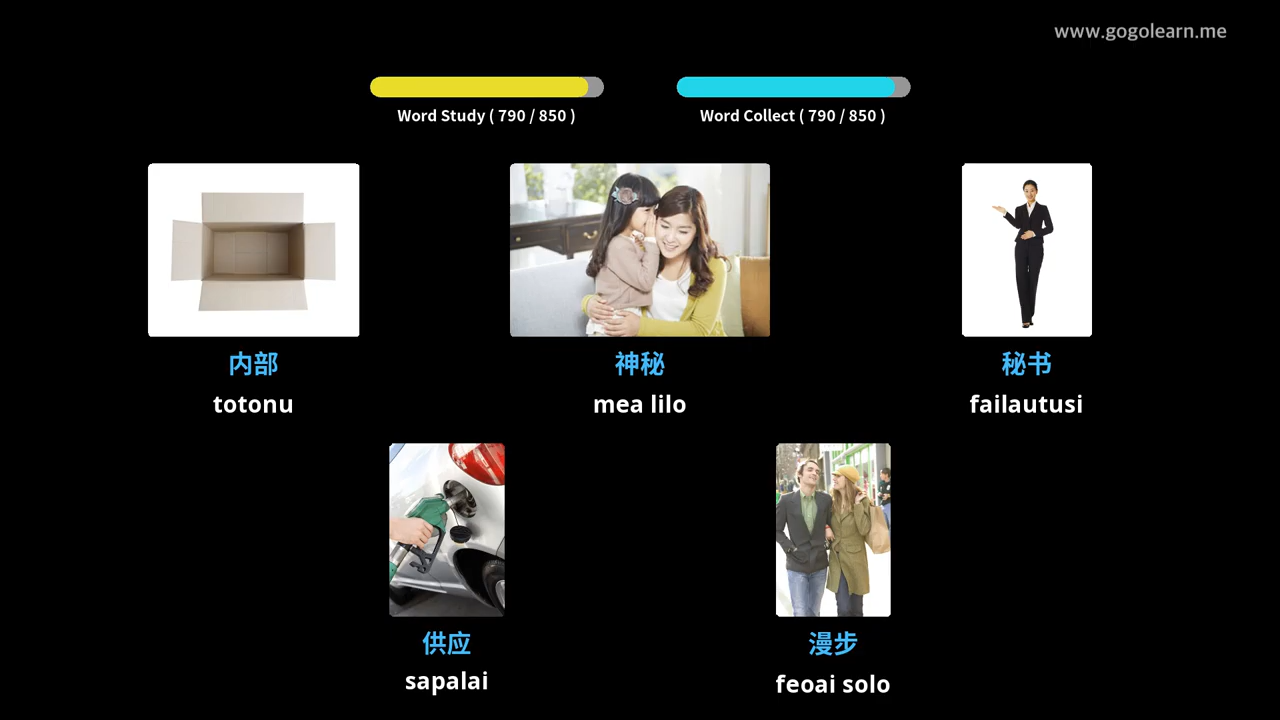 www.gogolearn.me
Word Study ( 790 / 850 )
Word Collect ( 790 / 850 )
内部
totonu
神秘
mea lilo
秘书
failautusi
供应
sapalai
漫步
feoai solo